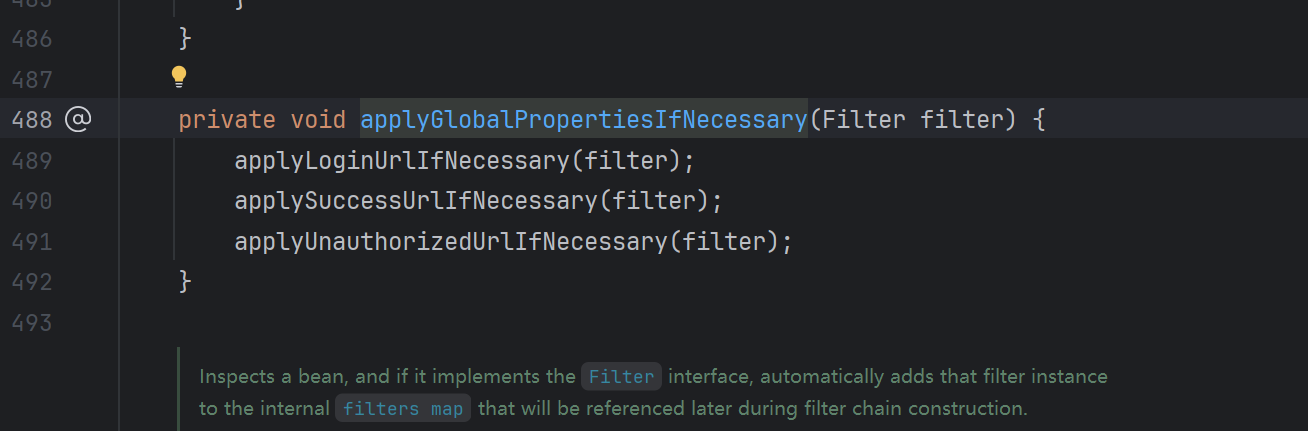 485 }
486 }
487
488 @ private void applyGlobalPropertiesIfNecessary(Filter filter) {
489 applyLoginUrlIfNecessary(filter);
490 applySuccessUrlIfNecessary(filter);
491 applyUnauthorizedUrlIfNecessary(filter);
492 }
493
Inspects a bean, and if it implements the Filter interface, automatically adds that filter instance
to the internal filters map that will be referenced later during filter chain construction.